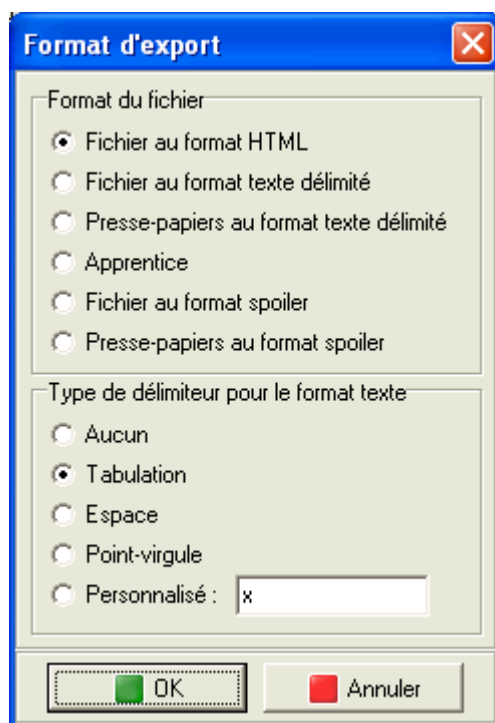 Format d'export
Format du fichier
Fichier au format HTML
Fichier au format texte délimité
Presse-papiers au format texte délimité
Apprentice
Fichier au format spoiler
Presse-papiers au format spoiler
Type de délimiteur pour le format texte
Aucun
Tabulation
Espace
Point-virgule
Personnalisé : x
OK Annuler